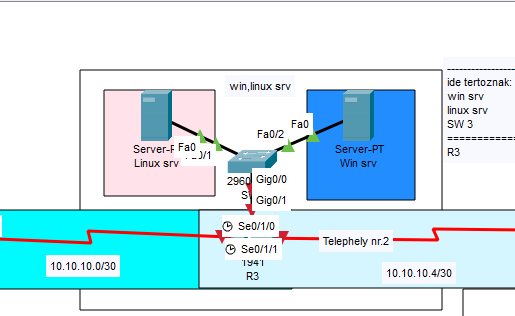 win,linux srv
ide tertoznak:
win srv
linux srv
SW 3
R3
Fa0
Fa0/2
Fa0
Server-PT
Linux srv
Server-PT
Win srv
2960
Gig0/0
Gig0/1
Se0/1/0
Se0/1/1
1941
R3
Telephely nr.2
10.10.10.0/30
10.10.10.4/30